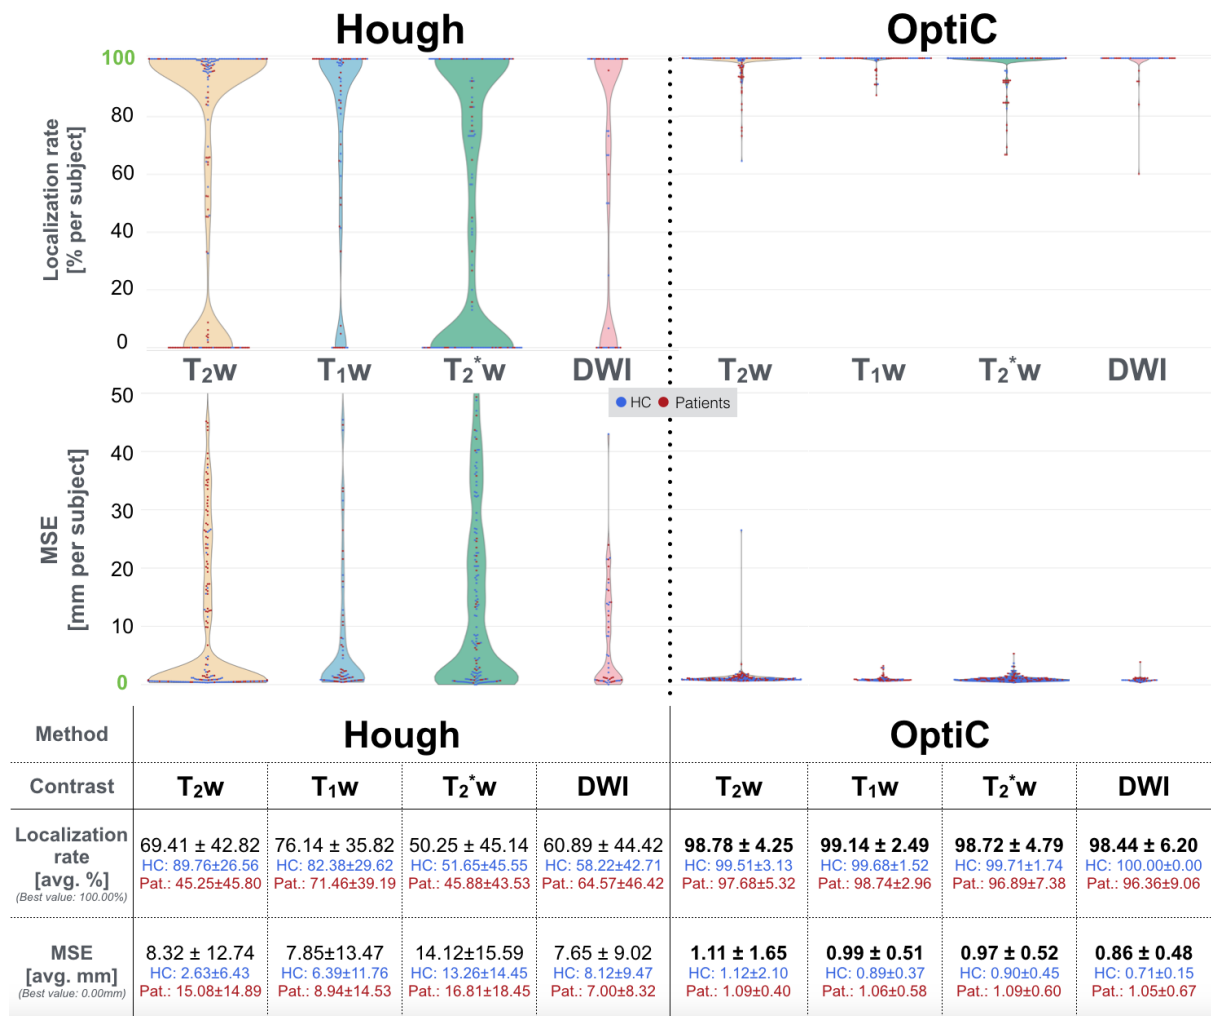 Hough OptiC
100
80
60
40
20
0
Localization rate
[% per subject]
T2w T1w T2*w DWI T2w T1w T2*w DWI
HC Patients
50
40
30
20
10
0
MSE
[mm per subject]
Method Hough OptiC
Contrast T2w T1w T2*w DWI T2w T1w T2*w DWI
Localization
rate
[avg. %]
(Best value: 100.00%)
69.41 ± 42.82 76.14 ± 35.82 50.25 ± 45.14 60.89 ± 44.42 98.78 ± 4.25 99.14 ± 2.49 98.72 ± 4.79 98.44 ± 6.20
HC: 89.76±26.56 HC: 82.38±29.62 HC: 51.65±45.55 HC: 58.22±42.71 HC: 99.51±3.13 HC: 99.68±1.52 HC: 99.71±1.74 HC: 100.00±0.00
Pat.: 45.25±45.80 Pat.: 71.46±39.19 Pat.: 45.88±43.53 Pat.: 64.57±46.42 Pat.: 97.68±5.32 Pat.: 98.74±2.96 Pat.: 96.89±7.38 Pat.: 96.36±9.06
MSE
[avg. mm]
(Best value: 0.00mm)
8.32 ± 12.74 7.85±13.47 14.12±15.59 7.65 ± 9.02 1.11 ± 1.65 0.99 ± 0.51 0.97 ± 0.52 0.86 ± 0.48
HC: 2.63±6.43 HC: 6.39±11.76 HC: 13.26±14.45 HC: 8.12±9.47 HC: 1.12±2.10 HC: 0.89±0.37 HC: 0.90±0.45 HC: 0.71±0.15
Pat.: 15.08±14.89 Pat.: 8.94±14.53 Pat.: 16.81±18.45 Pat.: 7.00±8.32 Pat.: 1.09±0.40 Pat.: 1.06±0.58 Pat.: 1.09±0.60 Pat.: 1.05±0.67